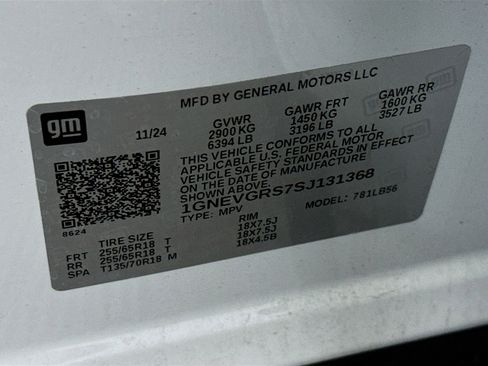 MFD BY GENERAL MOTORS LLC
gm
11/24
GVWR GAWR FRT GAWR RR
2900 KG 1450 KG 1600 KG
6394 LB 3196 LB 3527 LB
THIS VEHICLE CONFORMS TO ALL
APPLICABLE U.S. FEDERAL MOTOR
VEHICLE SAFETY STANDARDS IN EFFECT
ON THE DATE OF MANUFACTURE
SHOWN ABOVE.
1GNEVGRS7SJ131368
TYPE: MPV MODEL: 781LB56
8624
TIRE SIZE RIM
FRT 255/65R18 T 18X7.5J
RR 255/65R18 T 18X7.5J
SPA T135/70R18 M 18X4.5B